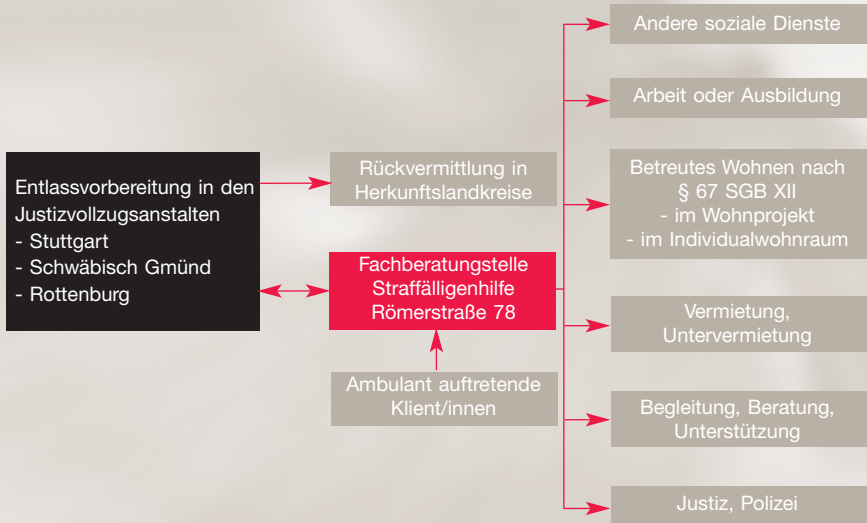 Entlassvorbereitung in den
Justizvollzugsanstalten
- Stuttgart
- Schwäbisch Gmünd
- Rottenburg
Rückvermittlung in
Herkunftslandkreise
Fachberatungstelle
Straffälligenhilfe
Römerstraße 78
Ambulant auftretende
Klient/innen
Andere soziale Dienste
Arbeit oder Ausbildung
Betreutes Wohnen nach
§ 67 SGB XII
- im Wohnprojekt
- im Individualwohnraum
Vermietung,
Untervermietung
Begleitung, Beratung,
Unterstützung
Justiz, Polizei